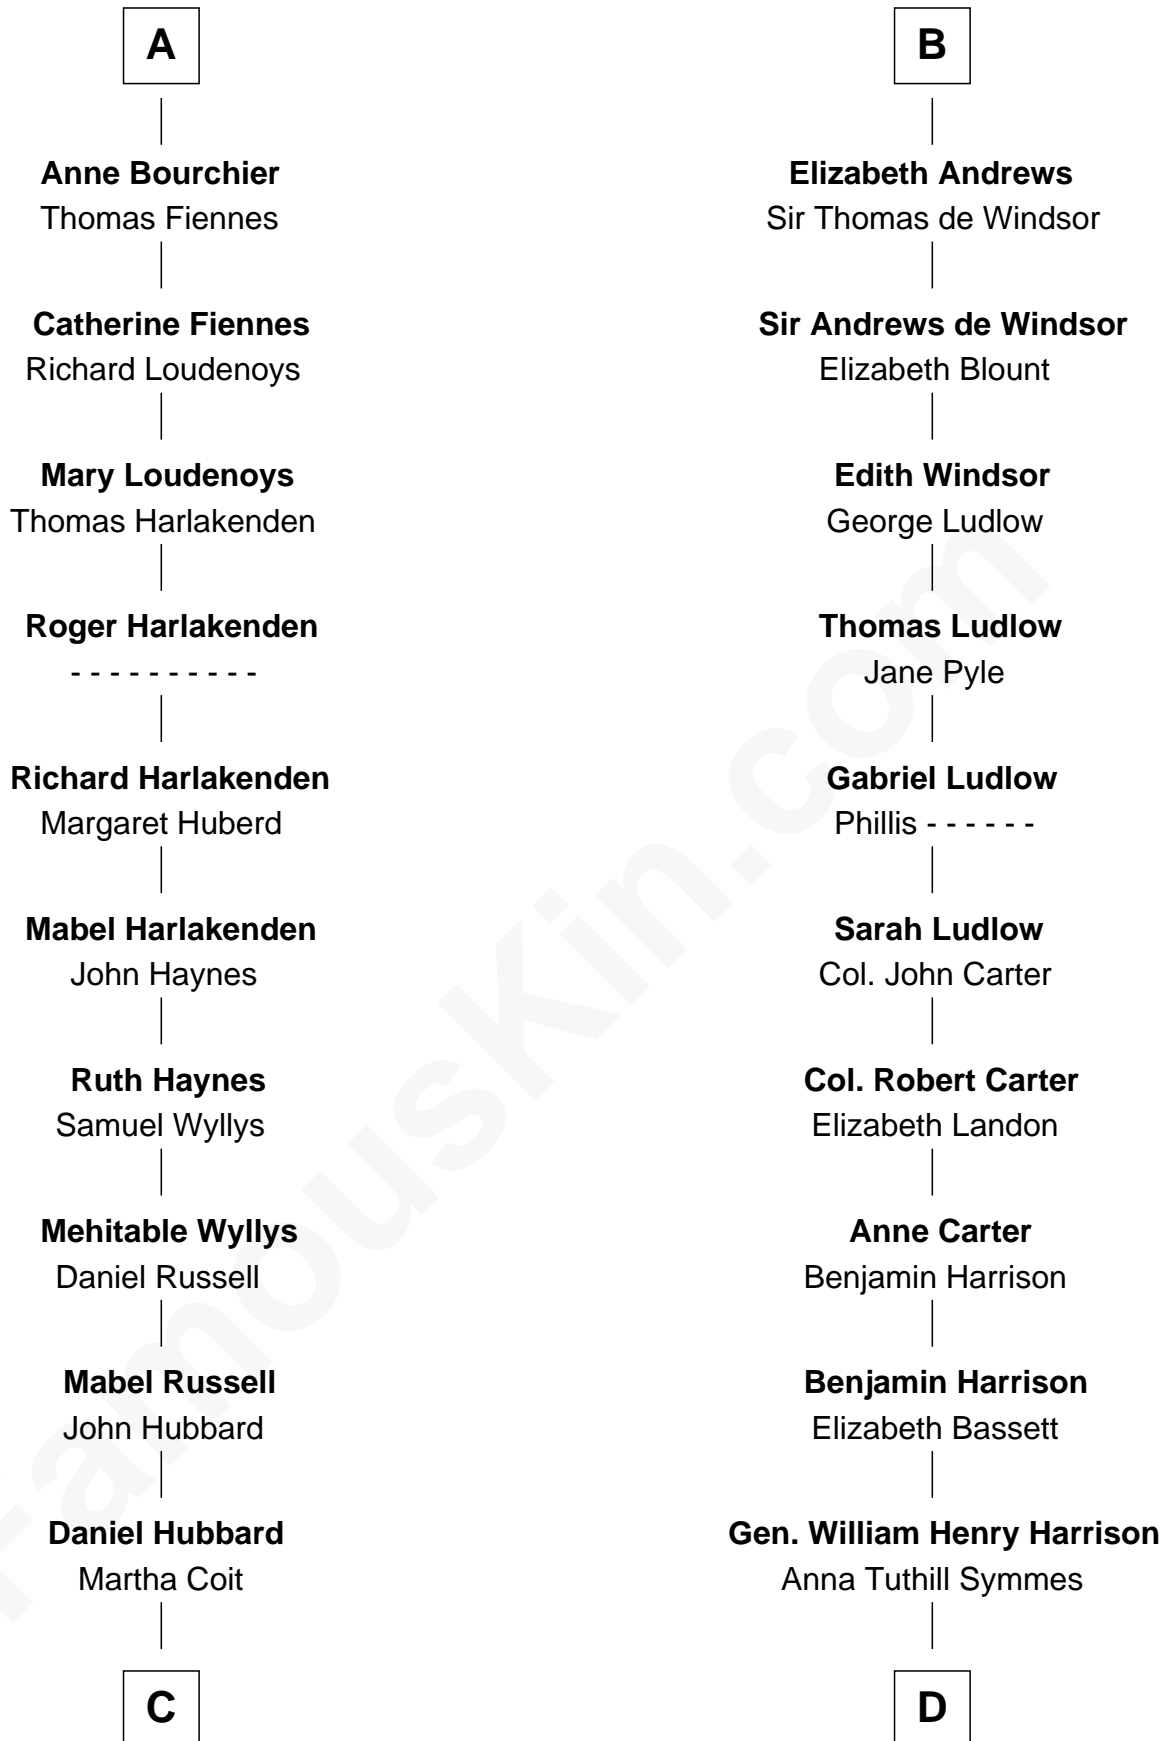 A
Anne Bourchier
Thomas Fiennes
Catherine Fiennes
Richard Loudenoys
Mary Loudenoys
Thomas Harlakenden
Roger Harlakenden
- - - - - - - - - -
Richard Harlakenden
Margaret Huberd
Mabel Harlakenden
John Haynes
Ruth Haynes
Samuel Wyllys
Mehitable Wyllys
Daniel Russell
Mabel Russell
John Hubbard
Daniel Hubbard
Martha Coit
C
B
Elizabeth Andrews
Sir Thomas de Windsor
Sir Andrews de Windsor
Elizabeth Blount
Edith Windsor
George Ludlow
Thomas Ludlow
Jane Pyle
Gabriel Ludlow
Phillis - - - - - -
Sarah Ludlow
Col. John Carter
Col. Robert Carter
Elizabeth Landon
Anne Carter
Benjamin Harrison
Benjamin Harrison
Elizabeth Bassett
Gen. William Henry Harrison
Anna Tuthill Symmes
D
FamousKin.com